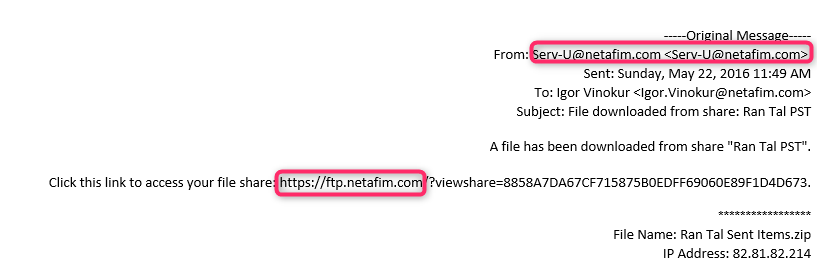 -----Original Message-----
From: Serv-U@netafim.com <Serv-U@netafim.com>
Sent: Sunday, May 22, 2016 11:49 AM
To: Igor Vinokur <Igor.Vinokur@netafim.com>
Subject: File downloaded from share: Ran Tal PST
A file has been downloaded from share "Ran Tal PST".
Click this link to access your file share: https://ftp.netafim.com/?viewshare=8858A7DA67CF715875B0EDFF69060E89F1D4D673.
*****************
File Name: Ran Tal Sent Items.zip
IP Address: 82.81.82.214